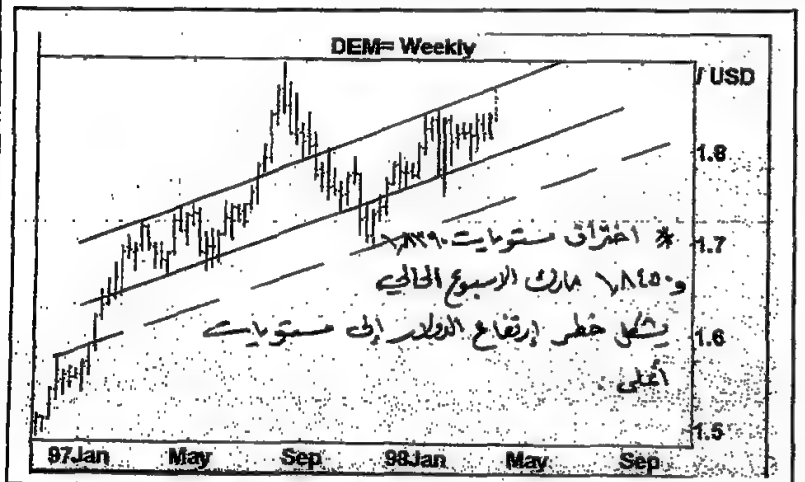 DEM= Weekly
/ USD
1.8
* اختراق مستويات ١,٨٣٩٠
1.7
و ١,٨٤٥٠ مارك الاسبوع الحالي
يشكل خطر إرتفاع الدولار إلى مستويات
1.6
أعلى .
1.5
97Jan May Sep 98Jan May Sep